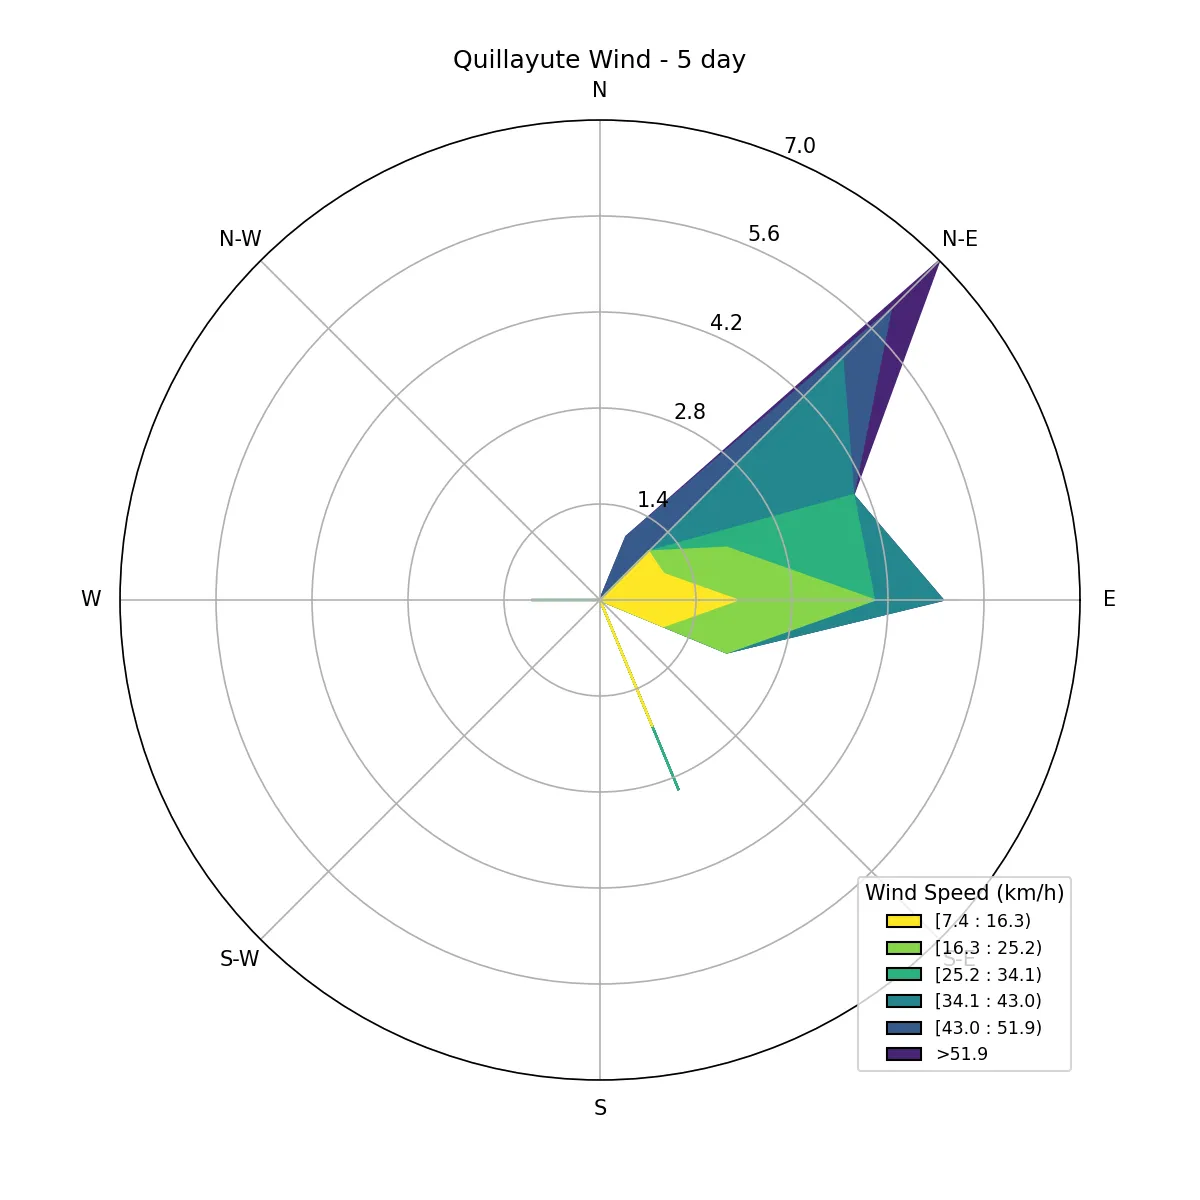 Quillayute Wind - 5 day
N
7.0
N-W
5.6
N-E
4.2
2.8
1.4
W
E
S-W
S-E
S
Wind Speed (km/h)
[7.4 : 16.3)
[16.3 : 25.2)
[25.2 : 34.1)
[34.1 : 43.0)
[43.0 : 51.9)
>51.9